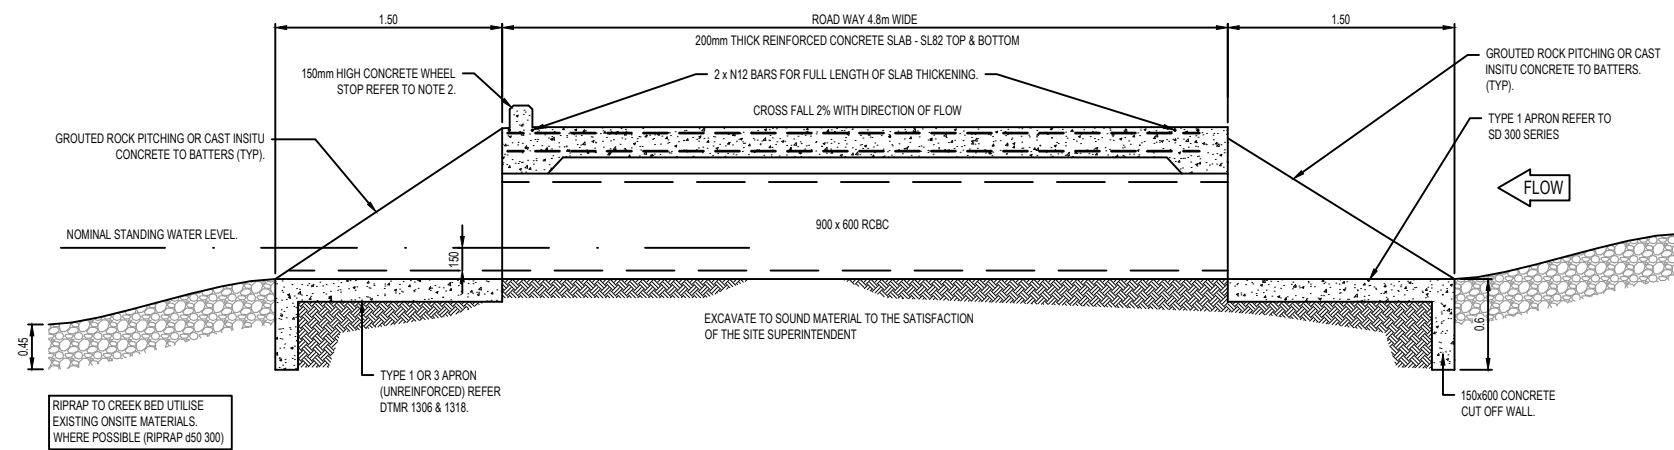 1.50
ROAD WAY 4.8m WIDE
1.50
200mm THICK REINFORCED CONCRETE SLAB - SL82 TOP & BOTTOM
150mm HIGH CONCRETE WHEEL
STOP REFER TO NOTE 2.
2 x N12 BARS FOR FULL LENGTH OF SLAB THICKENING.
GROUTED ROCK PITCHING OR CAST
INSITU CONCRETE TO BATTERS.
(TYP).
CROSS FALL 2% WITH DIRECTION OF FLOW
GROUTED ROCK PITCHING OR CAST INSITU
CONCRETE TO BATTERS (TYP).
TYPE 1 APRON REFER TO
SD 300 SERIES
FLOW
NOMINAL STANDING WATER LEVEL.
900 x 600 RCBC
150
EXCAVATE TO SOUND MATERIAL TO THE SATISFACTION
OF THE SITE SUPERINTENDENT
0.45
0.6
TYPE 1 OR 3 APRON
(UNREINFORCED) REFER
DTMR 1306 & 1318.
150x600 CONCRETE
CUT OFF WALL.
RIPRAP TO CREEK BED UTILISE
EXISTING ONSITE MATERIALS.
WHERE POSSIBLE (RIPRAP d50 300)